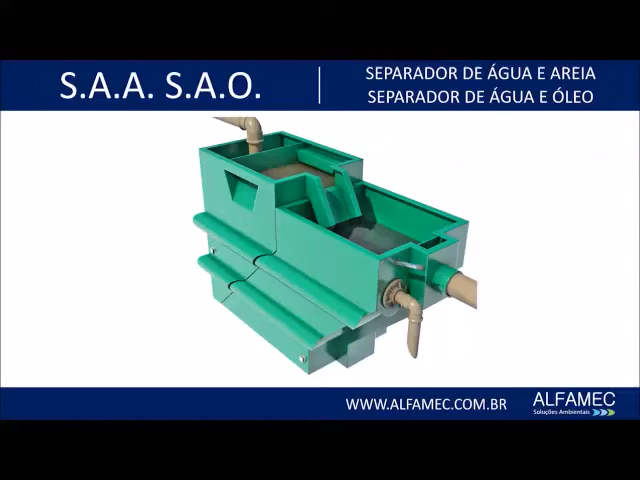 S.A.A. S.A.O.
SEPARADOR DE ÁGUA E AREIA
SEPARADOR DE ÁGUA E ÓLEO
WWW.ALFAMEC.COM.BR
ALFAMEC
Soluções Ambientais